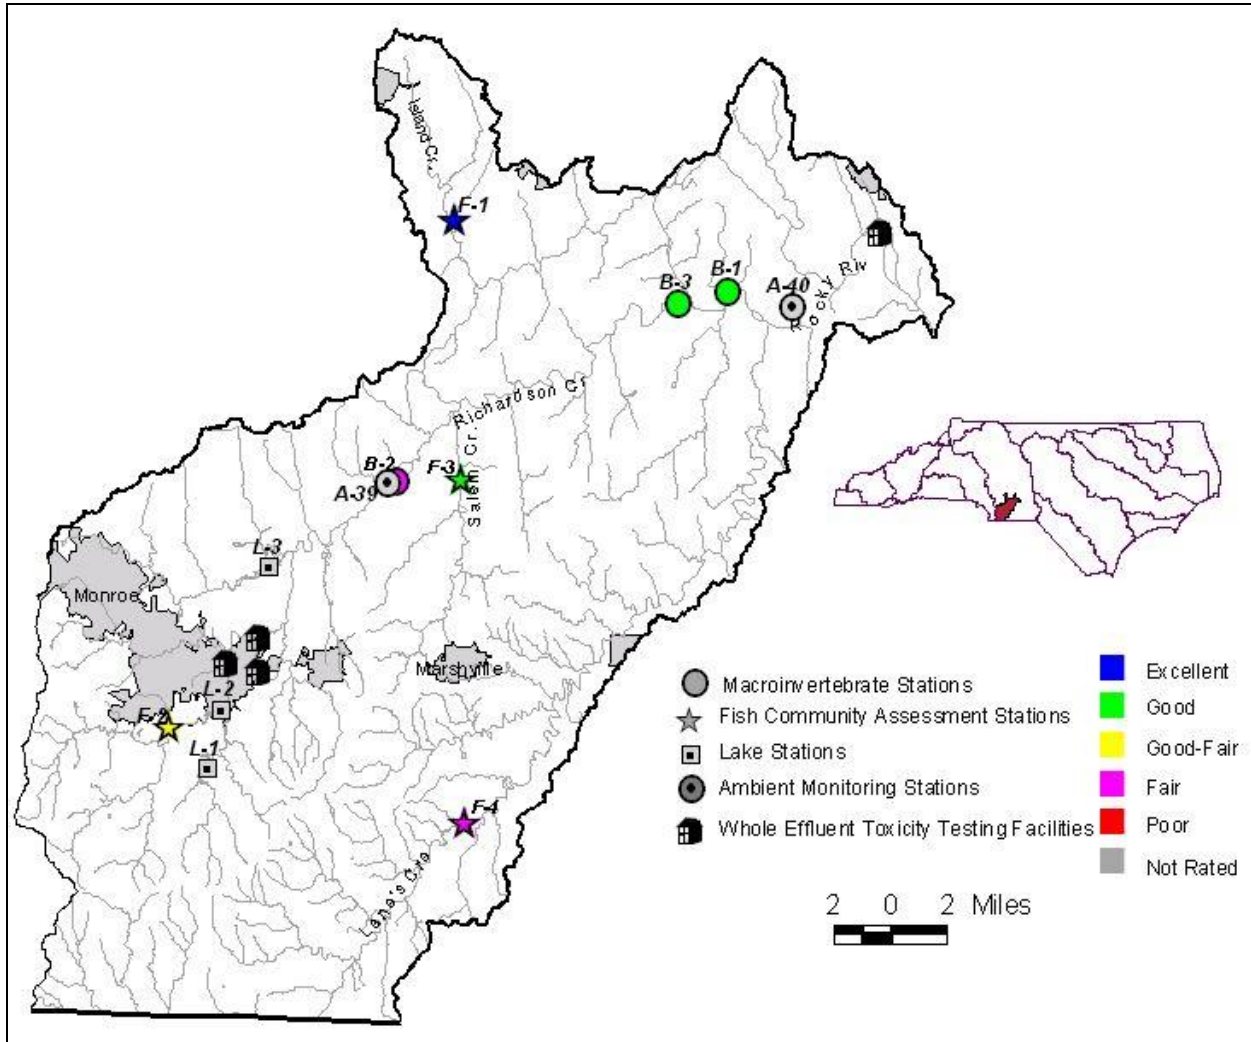 Island Cr.
F-1
B-3
B-1
A-40
Rocky Riv
Richardson Cr
B-2
A-39
F-3
Salem Cr.
L-3
Monroe
Marshville
L-2
F-2
L-1
F-4
Lane's Cre
Macroinvertebrate Stations
Fish Community Assessment Stations
Lake Stations
Ambient Monitoring Stations
Whole Effluent Toxicity Testing Facilities
Excellent
Good
Good-Fair
Fair
Poor
Not Rated
2 0 2 Miles